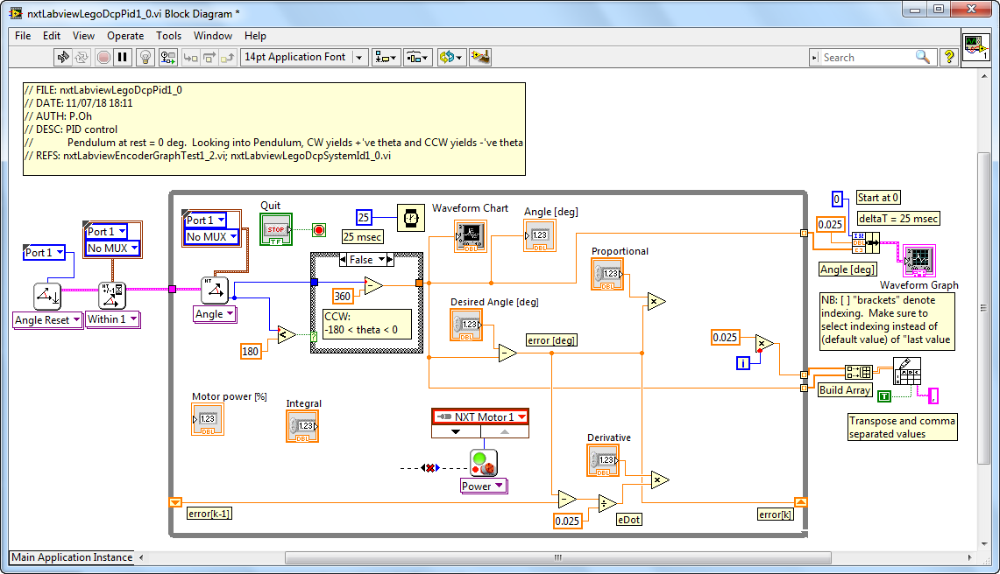 nxtLabviewLegoDcpPid1_0.vi Block Diagram *
File Edit View Operate Tools Window Help
14pt Application Font
Search
?
1
// FILE: nxtLabviewLegoDcpPid1_0
// DATE: 11/07/18 18:11
// AUTH: P.Oh
// DESC: PID control
// Pendulum at rest = 0 deg. Looking into Pendulum, CW yields +'ve theta and CCW yields -'ve theta
// REFS: nxtLabviewEncoderGraphTest1_2.vi; nxtLabviewLegoDcpSystemId1_0.vi
Port 1
Angle Reset
Port 1
No MUX
Within 1
Port 1
No MUX
Angle
Quit
STOP
TF
25
25 msec
Waveform Chart
DBL
Angle [deg]
1.23
DBL
False
360
CCW:
-180 < theta < 0
180
Proportional
1.23
DBL
Desired Angle [deg]
1.23
DBL
error [deg]
0.025
i
Motor power [%]
1.23
DBL
Integral
1.23
DBL
NXT Motor 1
Power
Derivative
1.23
DBL
error[k-1]
0.025
eDot
error[k]
0
Start at 0
0.025
deltaT = 25 msec
Angle [deg]
Waveform Graph
NB: [ ] "brackets" denote
indexing. Make sure to
select indexing instead of
(default value) of "last value
Build Array
T
,
Transpose and comma
separated values
Main Application Instance